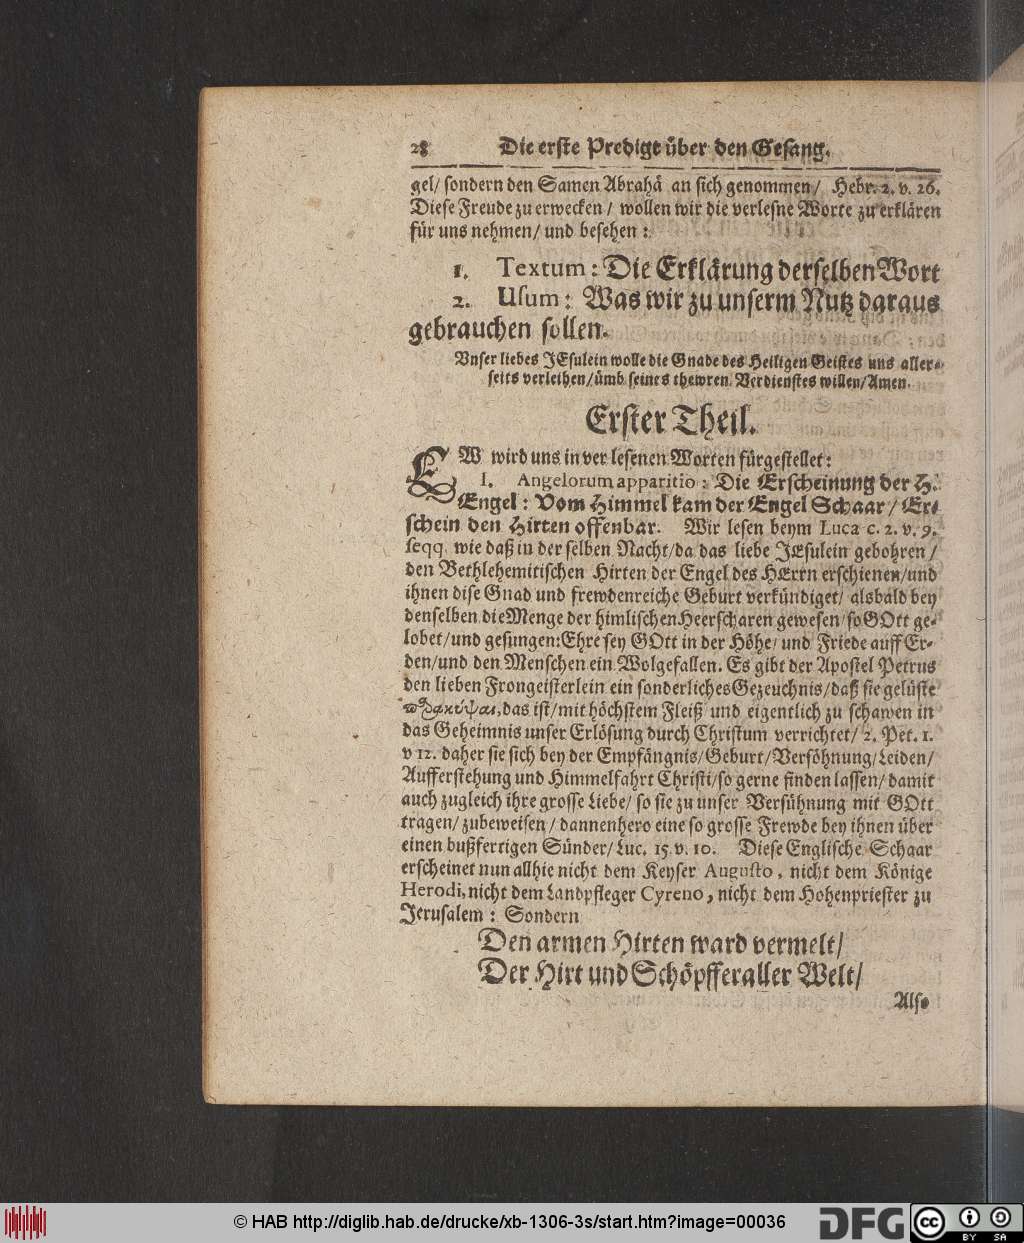 28 Die erste Predigt über den Gesang.
gel/ sondern den Samen Abrahā an sich genommen/ Hebr. 2. v. 26.
Diese Freude zu erwecken / wollen wir die verlesne Worte zu erklären
für uns nehmen/ und besehen:
1. Textum: Die Erklärung derselben Wort
2. Usum: Was wir zu unserm Nutz daraus
gebrauchen sollen.
Vnser liebes JEsulein wolle die Gnade des Heiligen Geistes uns aller-
seits verleihen/ ümb seines thewren Verdienstes willen/ Amen.
Erster Theil.
EW wird uns in verlesenen Worten fürgestellet:
I. Angelorum apparitio: Die Erscheinung der H.
Engel: Vom Himmel kam der Engel Schaar / Er-
schein den Hirten offenbar. Wir lesen beym Luca c. 2. v. 9.
seqq. wie daß in der selben Nacht/ da das liebe JEsulein gebohren /
den Bethlehemitischen Hirten der Engel des HErrn erschienen/ und
ihnen dise Gnad und frewdenreiche Geburt verkündiget/ alsbald bey
denselben die Menge der himlischen Heerscharen gewesen/ so GOtt ge-
lobet/ und gesungen: Ehre sey GOtt in der Höhe/ und Friede auff Er-
den/ und den Menschen ein Wolgefallen. Es gibt der Apostel Petrus
den lieben Frongeisterlein ein sonderliches Gezeuchnis/ daß sie gelüste
παρακύψαι, das ist/ mit höchstem Fleiß und eigentlich zu schawen in
das Geheimnis unser Erlösung durch Christum verrichtet/ 2. Pet. 1.
v 12. daher sie sich bey der Empfängnis/ Geburt/ Versöhnung/ Leiden/
Aufferstehung und Himmelfahrt Christi/ so gerne finden lassen/ damit
auch zugleich ihre grosse Liebe/ so sie zu unser Versühnung mit GOtt
tragen/ zubeweisen / dannenhero eine so grosse Frewde bey ihnen über
einen bußfertigen Sünder/ Luc. 15. v. 10. Diese Englische Schaar
erscheinet nun allhie nicht dem Keyser Augusto, nicht dem Könige
Herodi, nicht dem Landpfleger Cyreno, nicht dem Hohenpriester zu
Jerusalem: Sondern
Den armen Hirten ward vermelt/
Der Hirt und Schöpffer aller Welt/
Also
© HAB http://diglib.hab.de/drucke/xb-1306-3s/start.htm?image=00036
DFG
CC BY SA